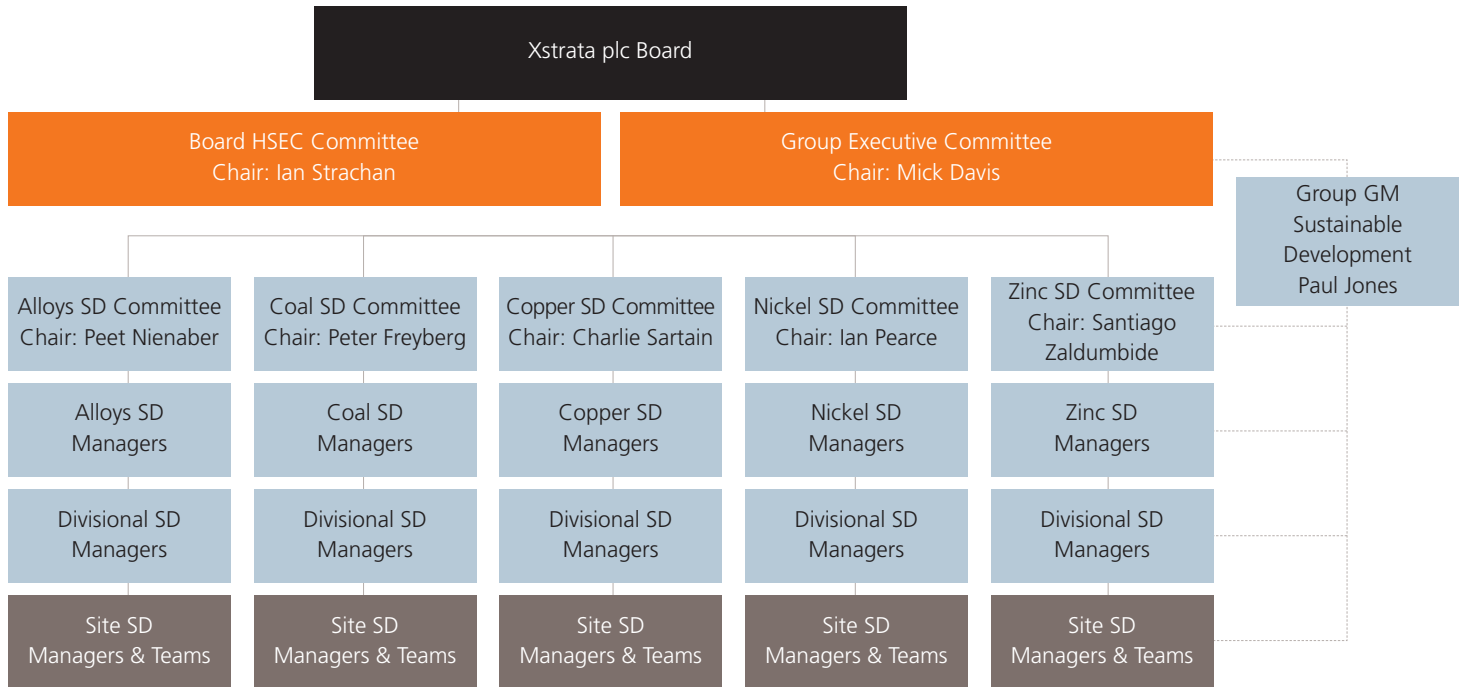 Xstrata plc Board
Board HSEC Committee
Chair: Ian Strachan
Group Executive Committee
Chair: Mick Davis
Group GM
Sustainable
Development
Paul Jones
Alloys SD Committee
Chair: Peet Nienaber
Coal SD Committee
Chair: Peter Freyberg
Copper SD Committee
Chair: Charlie Sartain
Nickel SD Committee
Chair: Ian Pearce
Zinc SD Committee
Chair: Santiago
Zaldumbide
Alloys SD
Managers
Coal SD
Managers
Copper SD
Managers
Nickel SD
Managers
Zinc SD
Managers
Divisional SD
Managers
Divisional SD
Managers
Divisional SD
Managers
Divisional SD
Managers
Divisional SD
Managers
Site SD
Managers & Teams
Site SD
Managers & Teams
Site SD
Managers & Teams
Site SD
Managers & Teams
Site SD
Managers & Teams